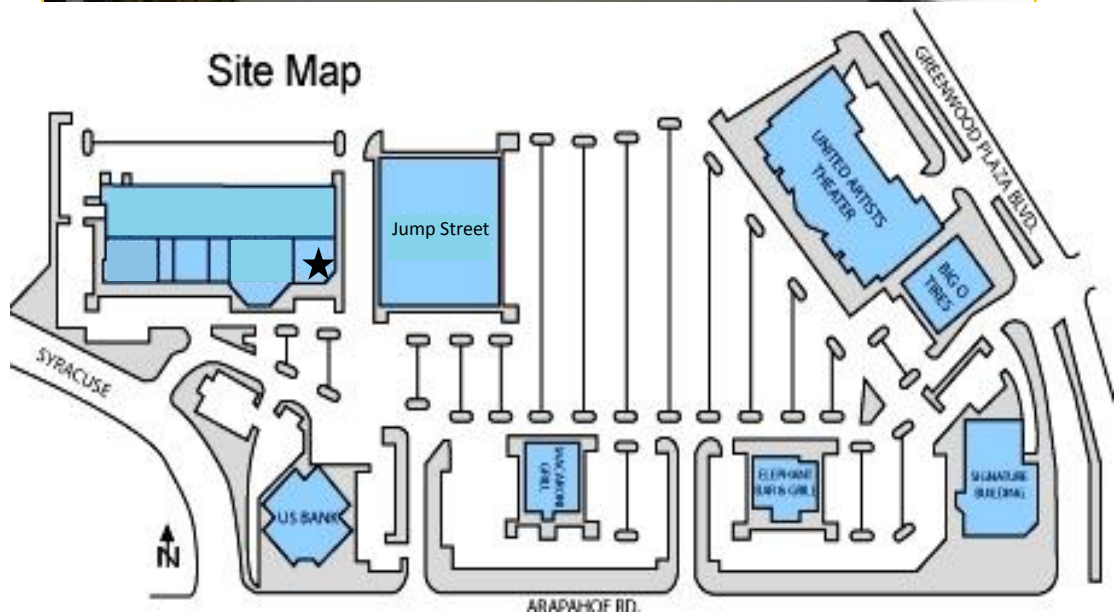 Site Map
GREENWOOD PLAZA BLVD.
UNITED ARTISTS
THEATER
Jump Street
BIG O
TIRES
SYRACUSE
GRILL
ELEPHANT
BAR & GRILL
SIGNATURE
BUILDING
US BANK
N
ARAPAHOE RD.